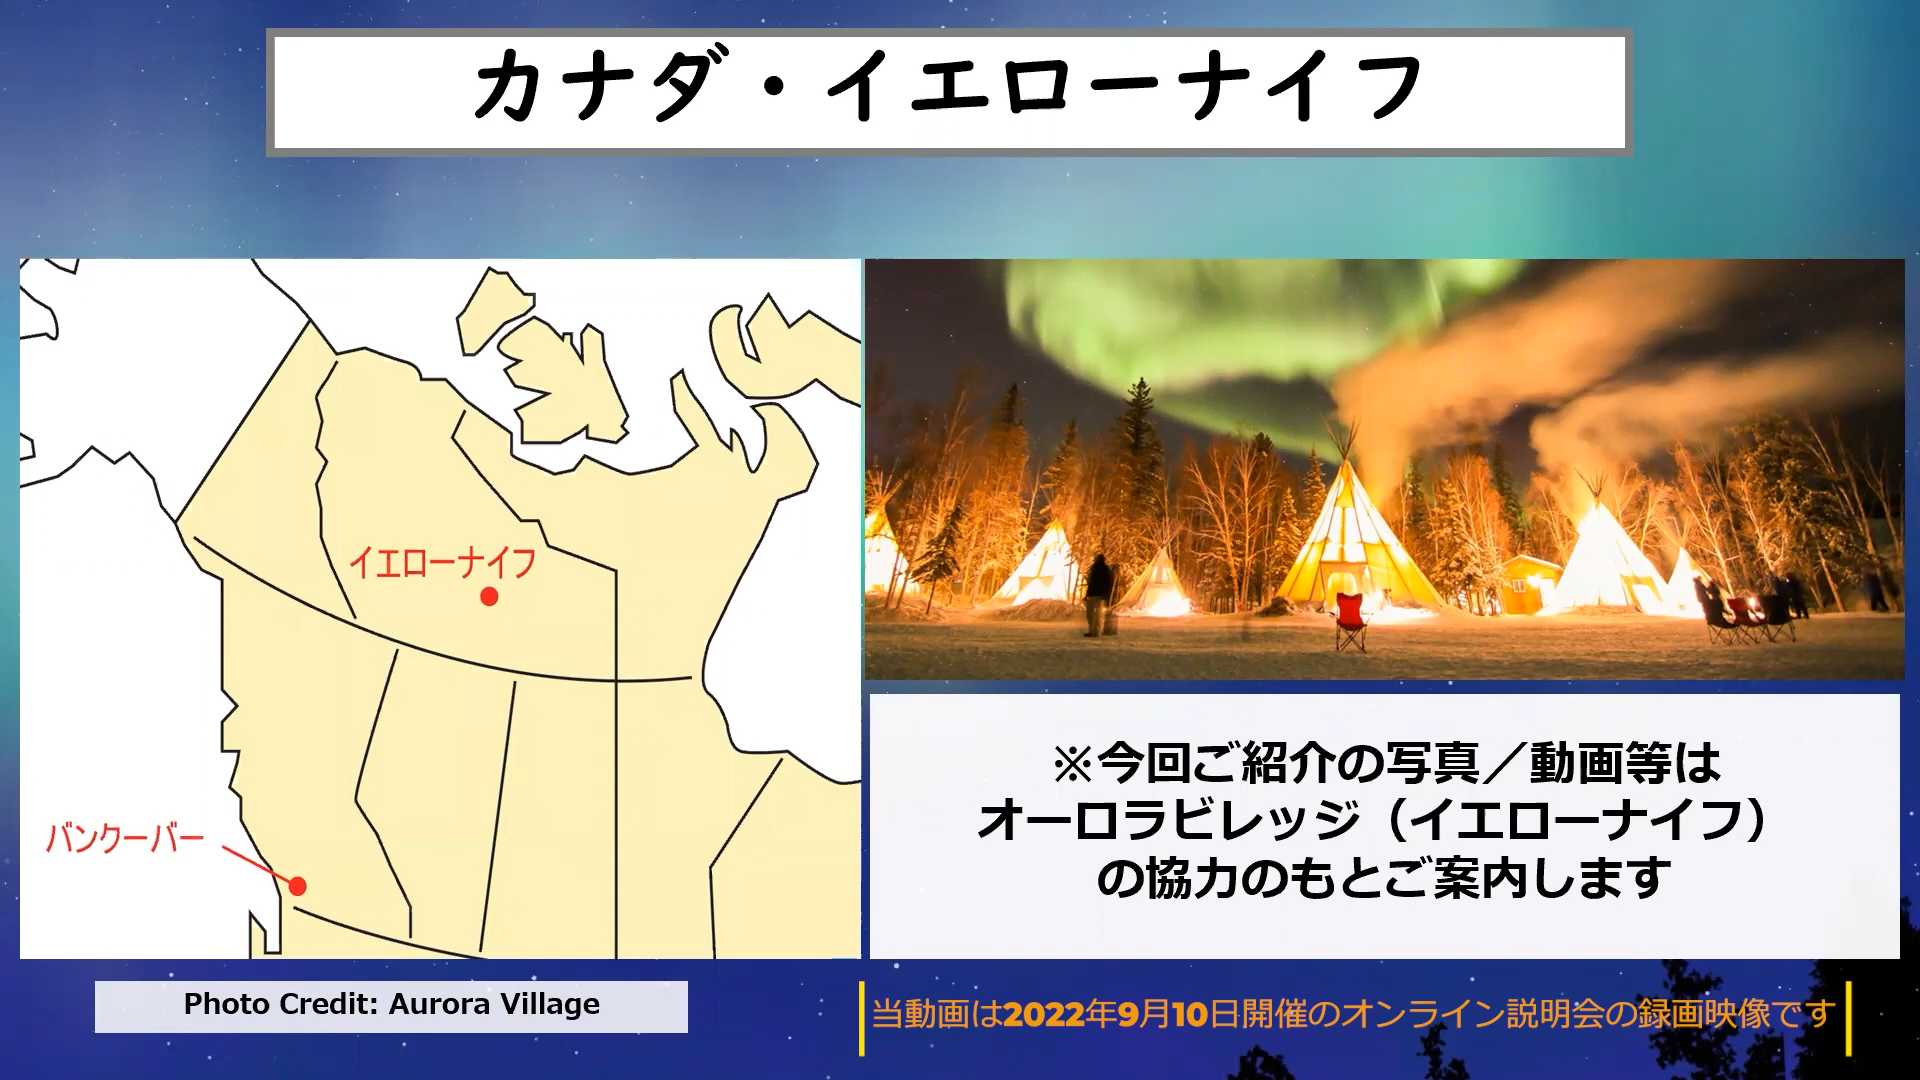 カナダ・イエローナイフ
イエローナイフ
バンクーバー
※今回ご紹介の写真／動画等は
オーロラビレッジ（イエローナイフ）
の協力のもとご案内します
Photo Credit: Aurora Village
当動画は2022年9月10日開催のオンライン説明会の録画映像です